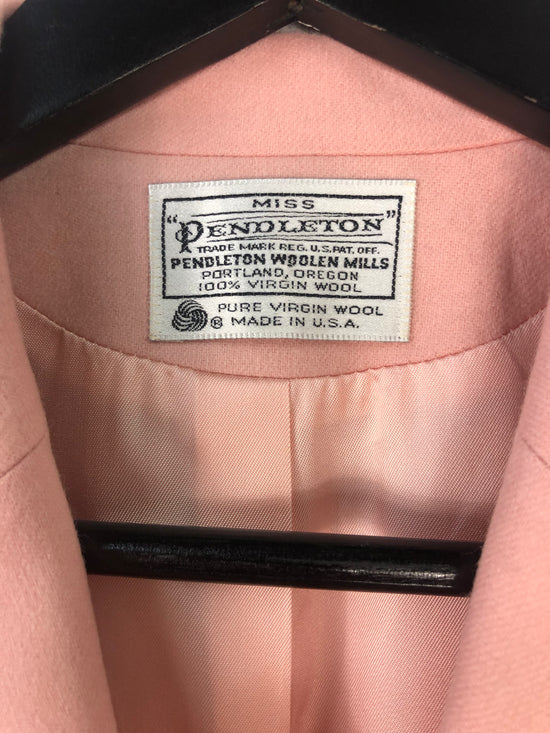 MISS
"PENDLETON"
TRADE MARK REG. U.S. PAT. OFF.
PENDLETON WOOLEN MILLS
PORTLAND, OREGON
100% VIRGIN WOOL
PURE VIRGIN WOOL
® MADE IN U.S.A.